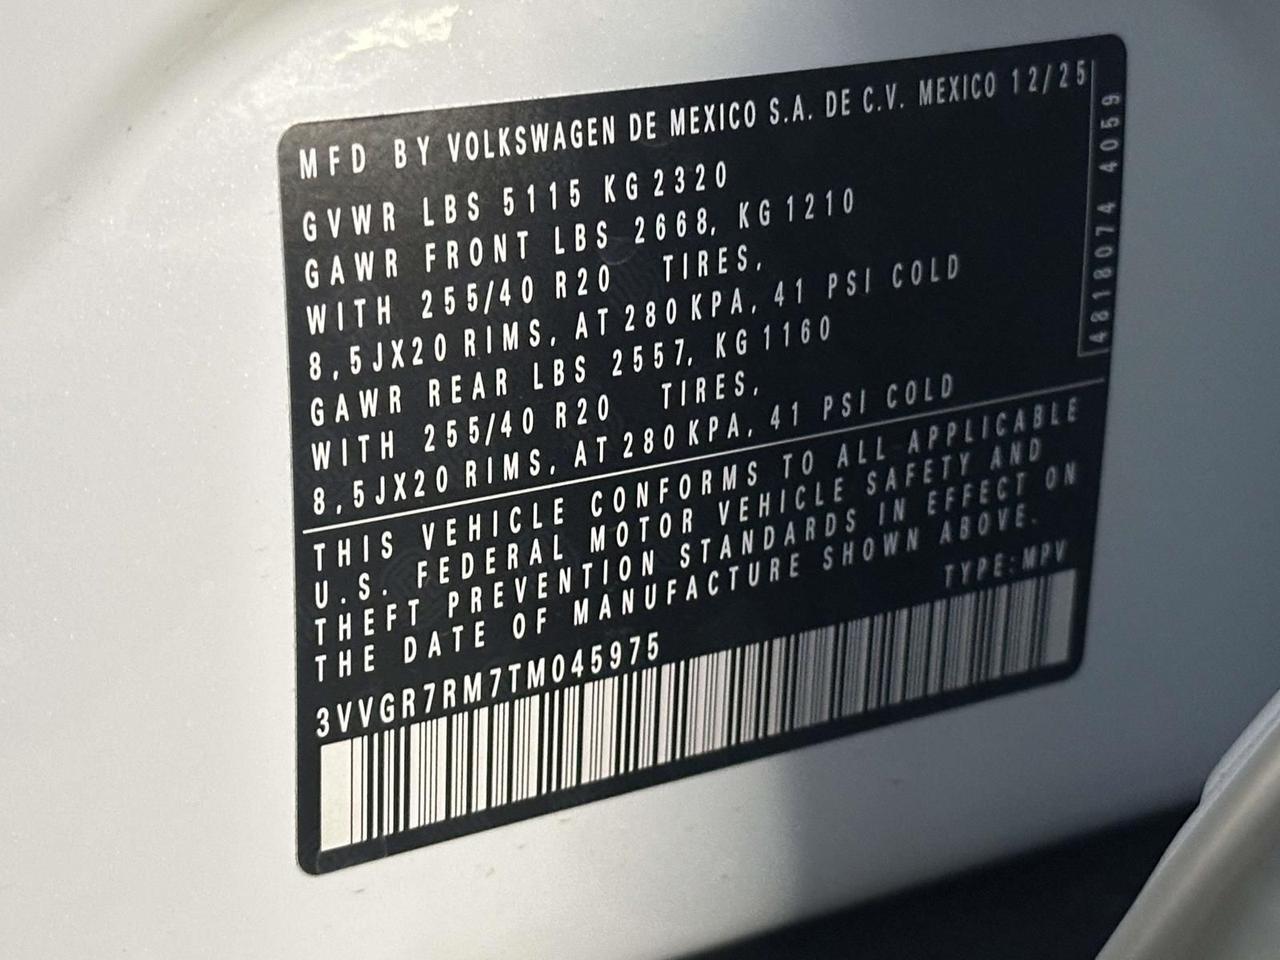 MFD BY VOLKSWAGEN DE MEXICO S.A. DE C.V. MEXICO 12/25
GVWR LBS 5115 KG 2320
GAWR FRONT LBS 2668, KG 1210
WITH 255/40 R20 TIRES,
8,5JX20 RIMS, AT 280 KPA, 41 PSI COLD
GAWR REAR LBS 2557, KG 1160
WITH 255/40 R20 TIRES,
8,5JX20 RIMS, AT 280 KPA, 41 PSI COLD
THIS VEHICLE CONFORMS TO ALL APPLICABLE
U.S. FEDERAL MOTOR VEHICLE SAFETY AND
THEFT PREVENTION STANDARDS IN EFFECT ON
THE DATE OF MANUFACTURE SHOWN ABOVE.
TYPE:MPV
3VVGR7RM7TM045975
4818074 4059